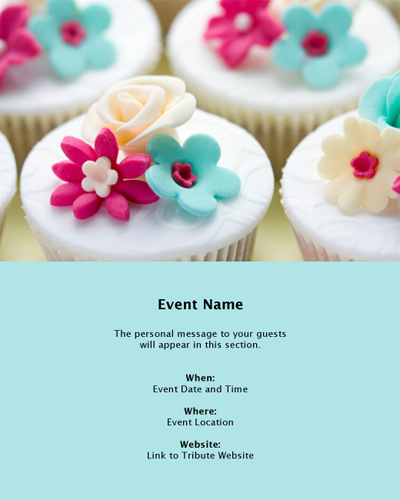 Event Name
The personal message to your guests
will appear in this section.
When:
Event Date and Time
Where:
Event Location
Website:
Link to Tribute Website